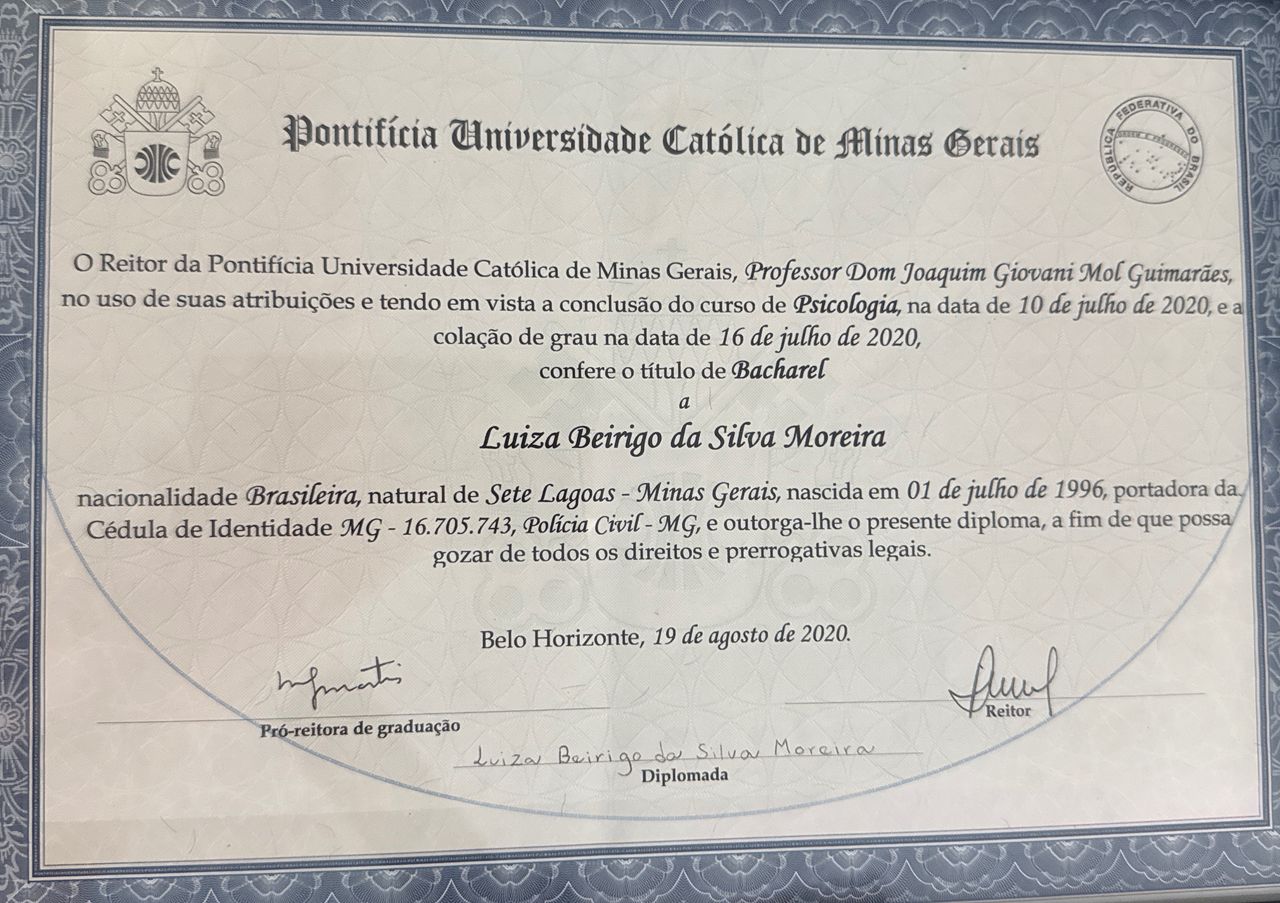 Pontifícia Universidade Católica de Minas Gerais
REPÚBLICA FEDERATIVA DO BRASIL
ORDEM E PROGRESSO
O Reitor da Pontifícia Universidade Católica de Minas Gerais, Professor Dom Joaquim Giovani Mol Guimarães,
no uso de suas atribuições e tendo em vista a conclusão do curso de Psicologia, na data de 10 de julho de 2020, e a
colação de grau na data de 16 de julho de 2020,
confere o título de Bacharel
a
Luiza Beirigo da Silva Moreira
nacionalidade Brasileira, natural de Sete Lagoas - Minas Gerais, nascida em 01 de julho de 1996, portadora da
Cédula de Identidade MG - 16.705.743, Polícia Civil - MG, e outorga-lhe o presente diploma, a fim de que possa
gozar de todos os direitos e prerrogativas legais.
Belo Horizonte, 19 de agosto de 2020.
Pró-reitora de graduação
Reitor
Luiza Beirigo da Silva Moreira
Diplomada